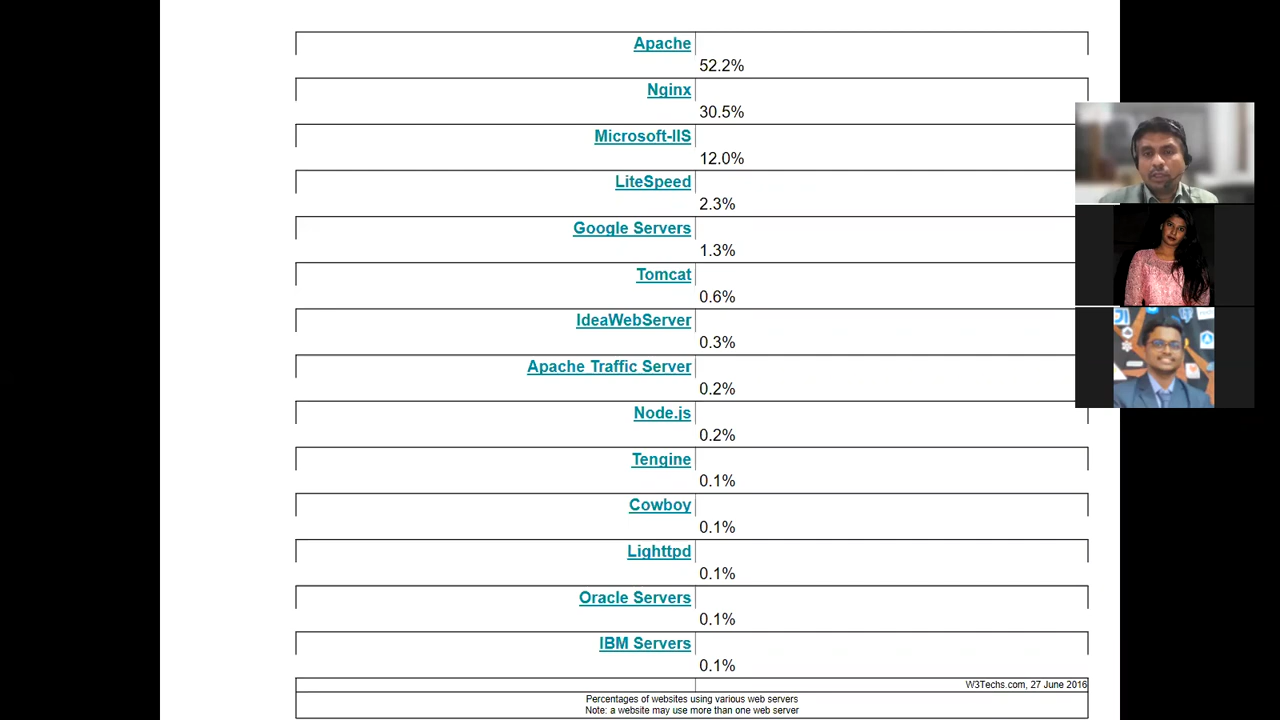 Apache
52.2%
Nginx
30.5%
Microsoft-IIS
12.0%
LiteSpeed
2.3%
Google Servers
1.3%
Tomcat
0.6%
IdeaWebServer
0.3%
Apache Traffic Server
0.2%
Node.js
0.2%
Tengine
0.1%
Cowboy
0.1%
Lighttpd
0.1%
Oracle Servers
0.1%
IBM Servers
0.1%
W3Techs.com, 27 June 2016
Percentages of websites using various web servers
Note: a website may use more than one web server